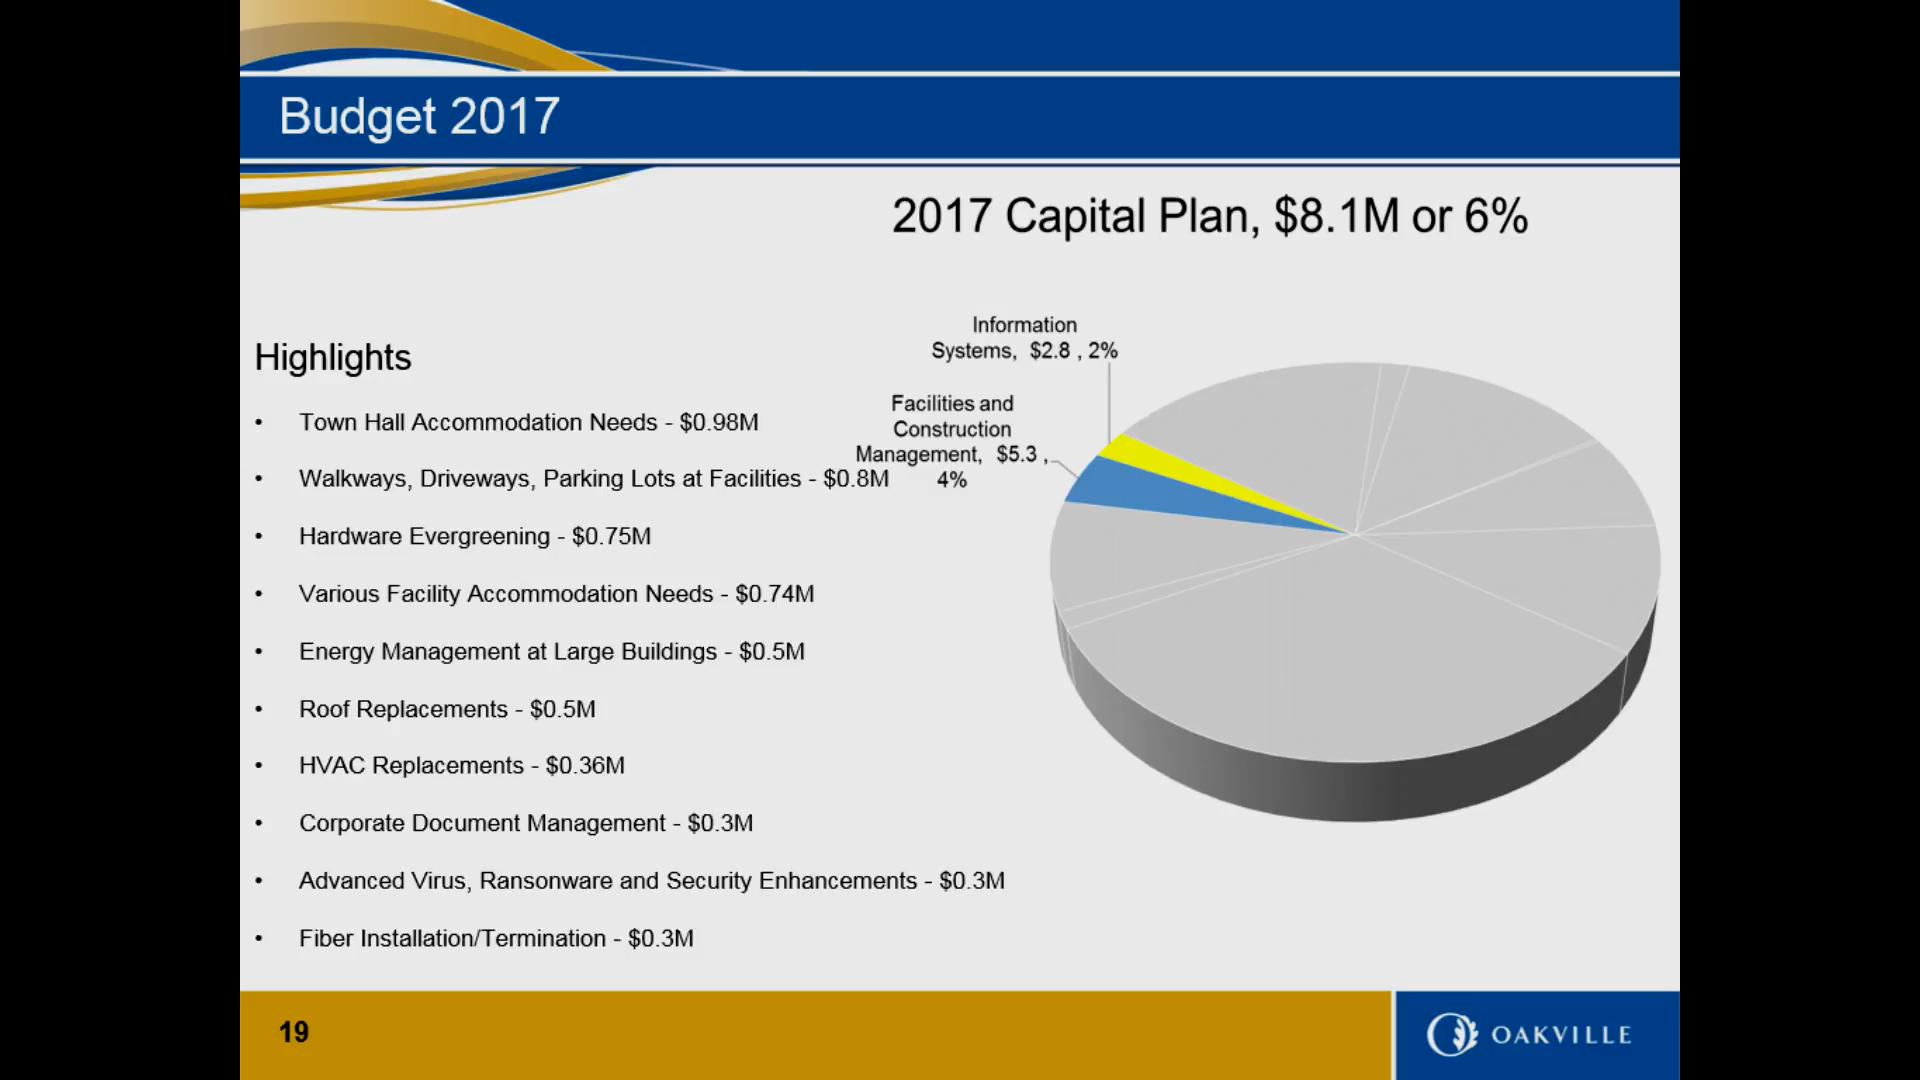 Budget 2017
2017 Capital Plan, $8.1M or 6%
Information
Systems, $2.8 , 2%
Facilities and
Construction
Management, $5.3 ,
4%
Highlights
• Town Hall Accommodation Needs - $0.98M
• Walkways, Driveways, Parking Lots at Facilities - $0.8M
• Hardware Evergreening - $0.75M
• Various Facility Accommodation Needs - $0.74M
• Energy Management at Large Buildings - $0.5M
• Roof Replacements - $0.5M
• HVAC Replacements - $0.36M
• Corporate Document Management - $0.3M
• Advanced Virus, Ransonware and Security Enhancements - $0.3M
• Fiber Installation/Termination - $0.3M
19
OAKVILLE